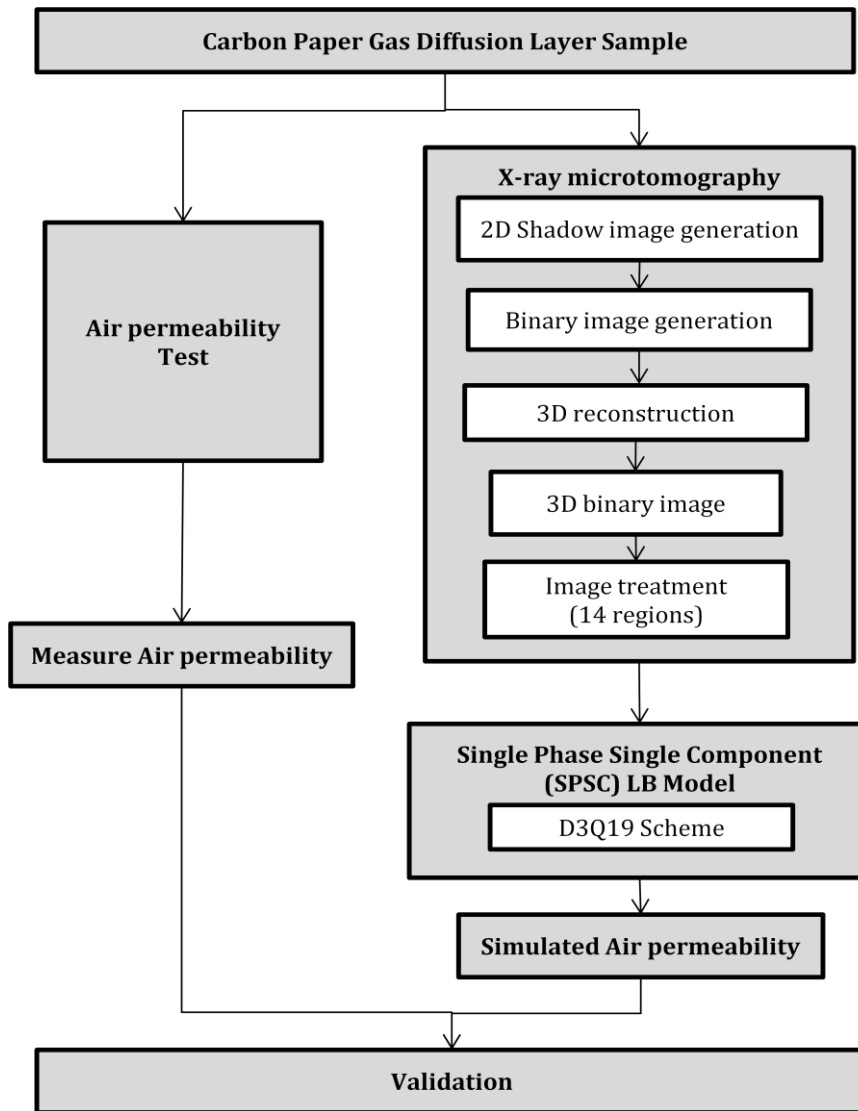 Carbon Paper Gas Diffusion Layer Sample
Air permeability
Test
Measure Air permeability
X-ray microtomography
2D Shadow image generation
Binary image generation
3D reconstruction
3D binary image
Image treatment
(14 regions)
Single Phase Single Component
(SPSC) LB Model
D3Q19 Scheme
Simulated Air permeability
Validation